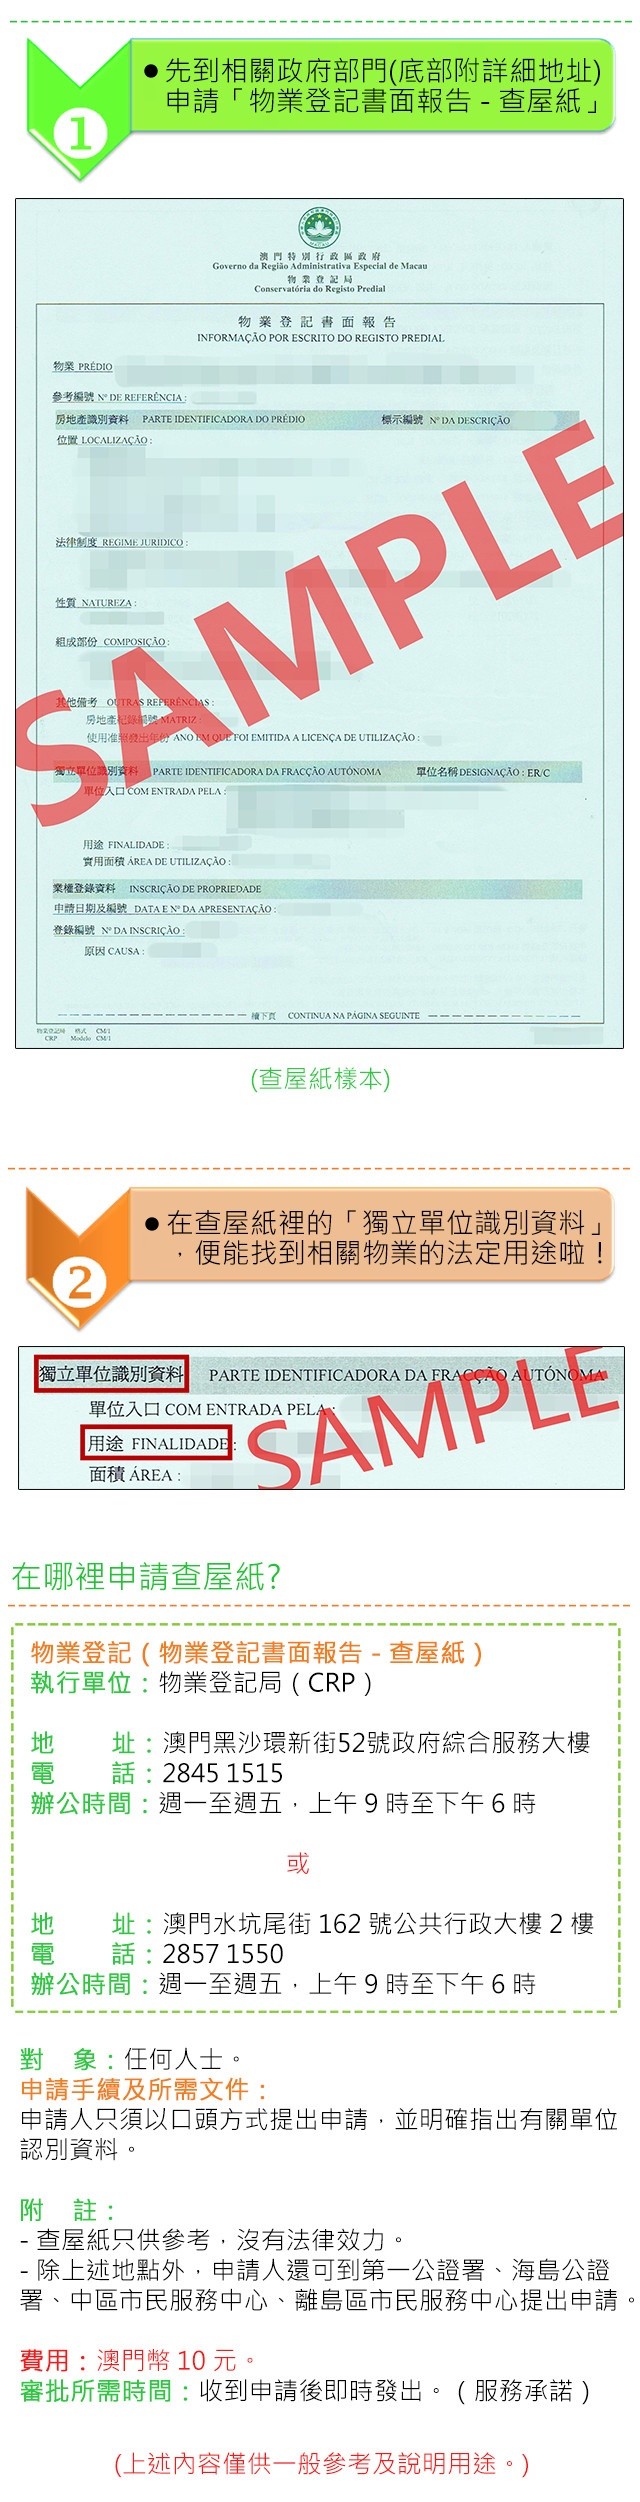 1
●先到相關政府部門(底部附詳細地址)
申請「物業登記書面報告－查屋紙」
MACAU
澳門特別行政區政府
Governo da Região Administrativa Especial de Macau
物業登記局
Conservatória do Registo Predial
物業登記書面報告
INFORMAÇÃO POR ESCRITO DO REGISTO PREDIAL
物業 PRÉDIO
參考編號 Nº DE REFERÊNCIA :
房地產識別資料 PARTE IDENTIFICADORA DO PRÉDIO 標示編號 Nº DA DESCRIÇÃO
位置 LOCALIZAÇÃO :
法律制度 REGIME JURIDICO :
性質 NATUREZA :
組成部份 COMPOSIÇÃO :
其他備考 OUTRAS REFERÊNCIAS :
房地產紀錄編號 MATRIZ :
使用准照發出年份 ANO EM QUE FOI EMITIDA A LICENÇA DE UTILIZAÇÃO :
獨立單位識別資料 PARTE IDENTIFICADORA DA FRACÇÃO AUTÓNOMA 單位名稱 DESIGNAÇÃO : ER/C
單位入口 COM ENTRADA PELA :
用途 FINALIDADE :
實用面積 ÁREA DE UTILIZAÇÃO :
業權登錄資料 INSCRIÇÃO DE PROPRIEDADE
申請日期及編號 DATA E Nº DA APRESENTAÇÃO :
登錄編號 Nº DA INSCRIÇÃO :
原因 CAUSA :
續下頁 CONTINUA NA PÁGINA SEGUINTE
物業登記局 格式 CM/1
CRP Modelo CM/1
SAMPLE
(查屋紙樣本)
2
●在查屋紙裡的「獨立單位識別資料」
，便能找到相關物業的法定用途啦！
獨立單位識別資料 PARTE IDENTIFICADORA DA FRACÇÃO AUTÓNOMA
單位入口 COM ENTRADA PELA :
用途 FINALIDADE :
面積 ÁREA :
SAMPLE
在哪裡申請查屋紙?
物業登記（物業登記書面報告－查屋紙）
執行單位：物業登記局（CRP）
地 址：澳門黑沙環新街52號政府綜合服務大樓
電 話：2845 1515
辦公時間：週一至週五，上午 9 時至下午 6 時
或
地 址：澳門水坑尾街 162 號公共行政大樓 2 樓
電 話：2857 1550
辦公時間：週一至週五，上午 9 時至下午 6 時
對 象：任何人士。
申請手續及所需文件：
申請人只須以口頭方式提出申請，並明確指出有關單位
認別資料。
附 註：
- 查屋紙只供參考，沒有法律效力。
- 除上述地點外，申請人還可到第一公證署、海島公證
署、中區市民服務中心、離島區市民服務中心提出申請。
費用：澳門幣 10 元。
審批所需時間：收到申請後即時發出。（服務承諾）
(上述內容僅供一般參考及說明用途。)